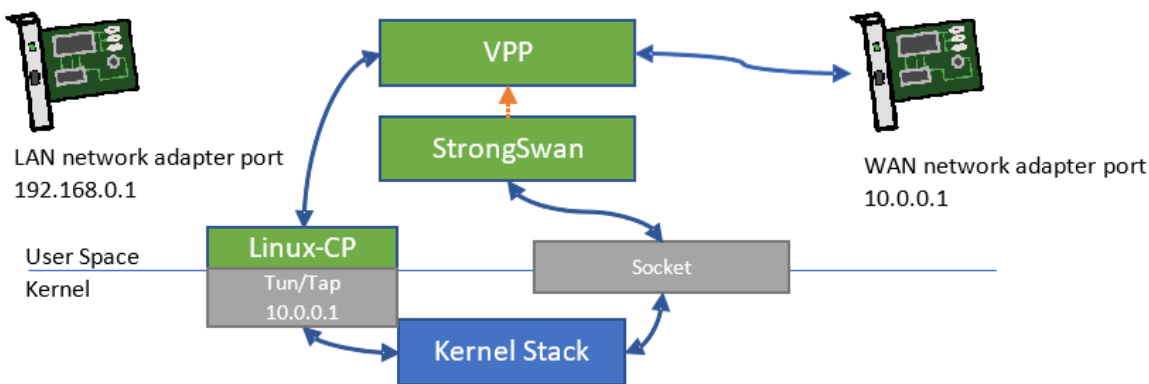 VPP
StrongSwan
LAN network adapter port
192.168.0.1
WAN network adapter port
10.0.0.1
Linux-CP
User Space
Kernel
Tun/Tap
10.0.0.1
Socket
Kernel Stack